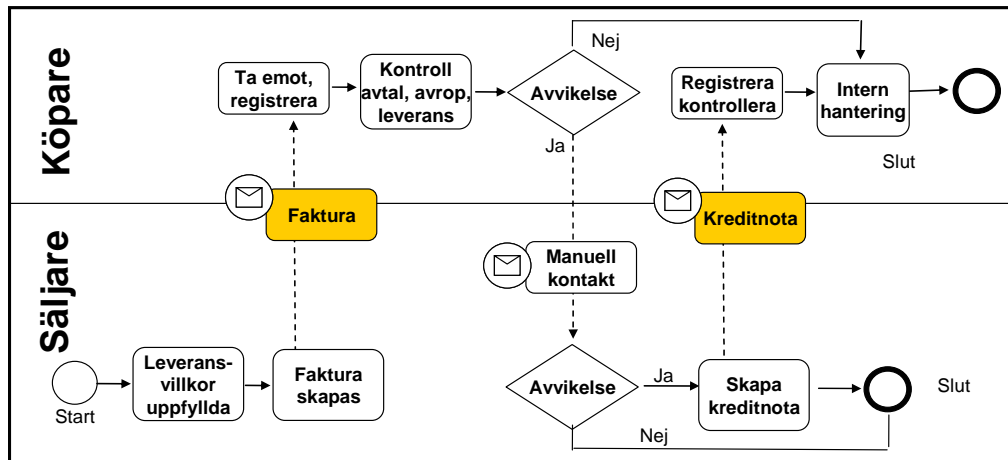 Köpare
Nej
Ta emot,
registrera
Kontroll
avtal, avrop,
leverans
Avvikelse
Registrera
kontrollera
Intern
hantering
Ja
Slut
Faktura
Kreditnota
Säljare
Manuell
kontakt
Start
Leverans-
villkor
uppfyllda
Faktura
skapas
Avvikelse
Ja
Skapa
kreditnota
Slut
Nej